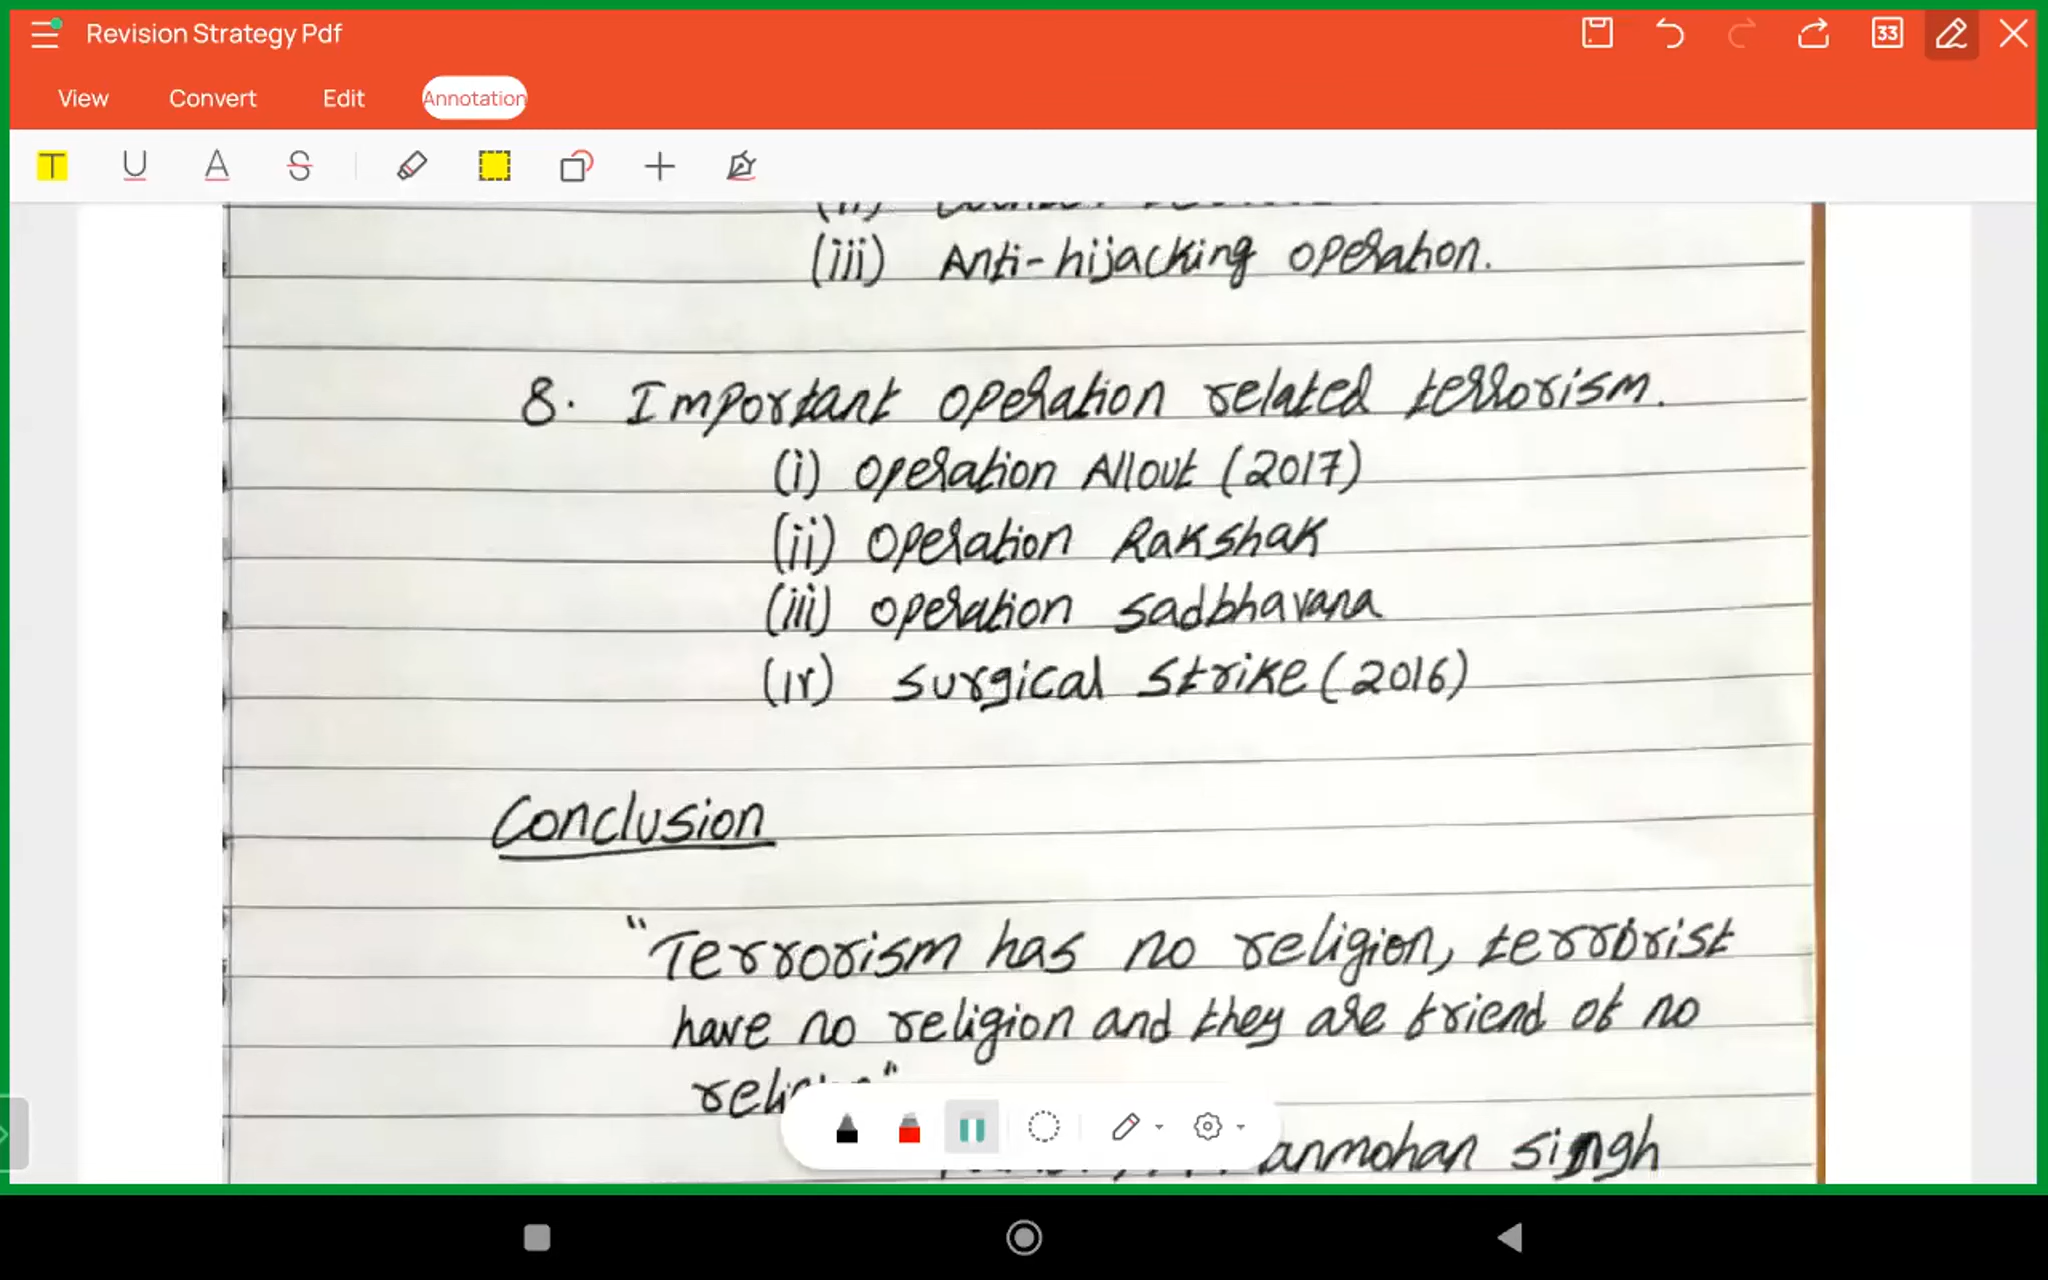 Revision Strategy Pdf
33
View Convert Edit Annotation
T U A S
(iii) Anti-hijacking operation.
8. Important operation related terrorism.
(i) operation Allout (2017)
(ii) operation Rakshak
(iii) operation sadbhavana
(iv) surgical strike (2016)
Conclusion
"Terrorism has no religion, terrorist
have no religion and they are friend of no
singh